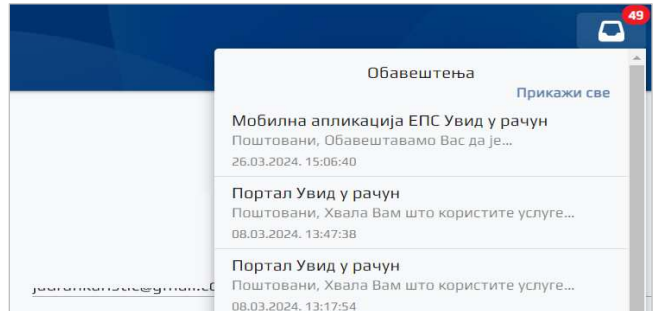 49
Обавештења
Прикажи све
Мобилна апликација ЕПС Увид у рачун
Поштовани, Обавештавамо Вас да је...
26.03.2024. 15:06:40
Портал Увид у рачун
Поштовани, Хвала Вам што користите услуге...
08.03.2024. 13:47:38
Портал Увид у рачун
Поштовани, Хвала Вам што користите услуге...
08.03.2024. 13:17:54